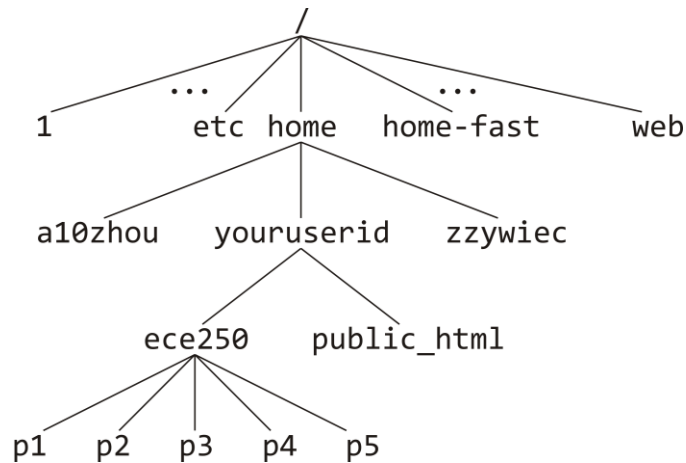 /
... ...
1 etc home home-fast web
a10zhou youruserid zzywiec
ece250 public_html
p1 p2 p3 p4 p5